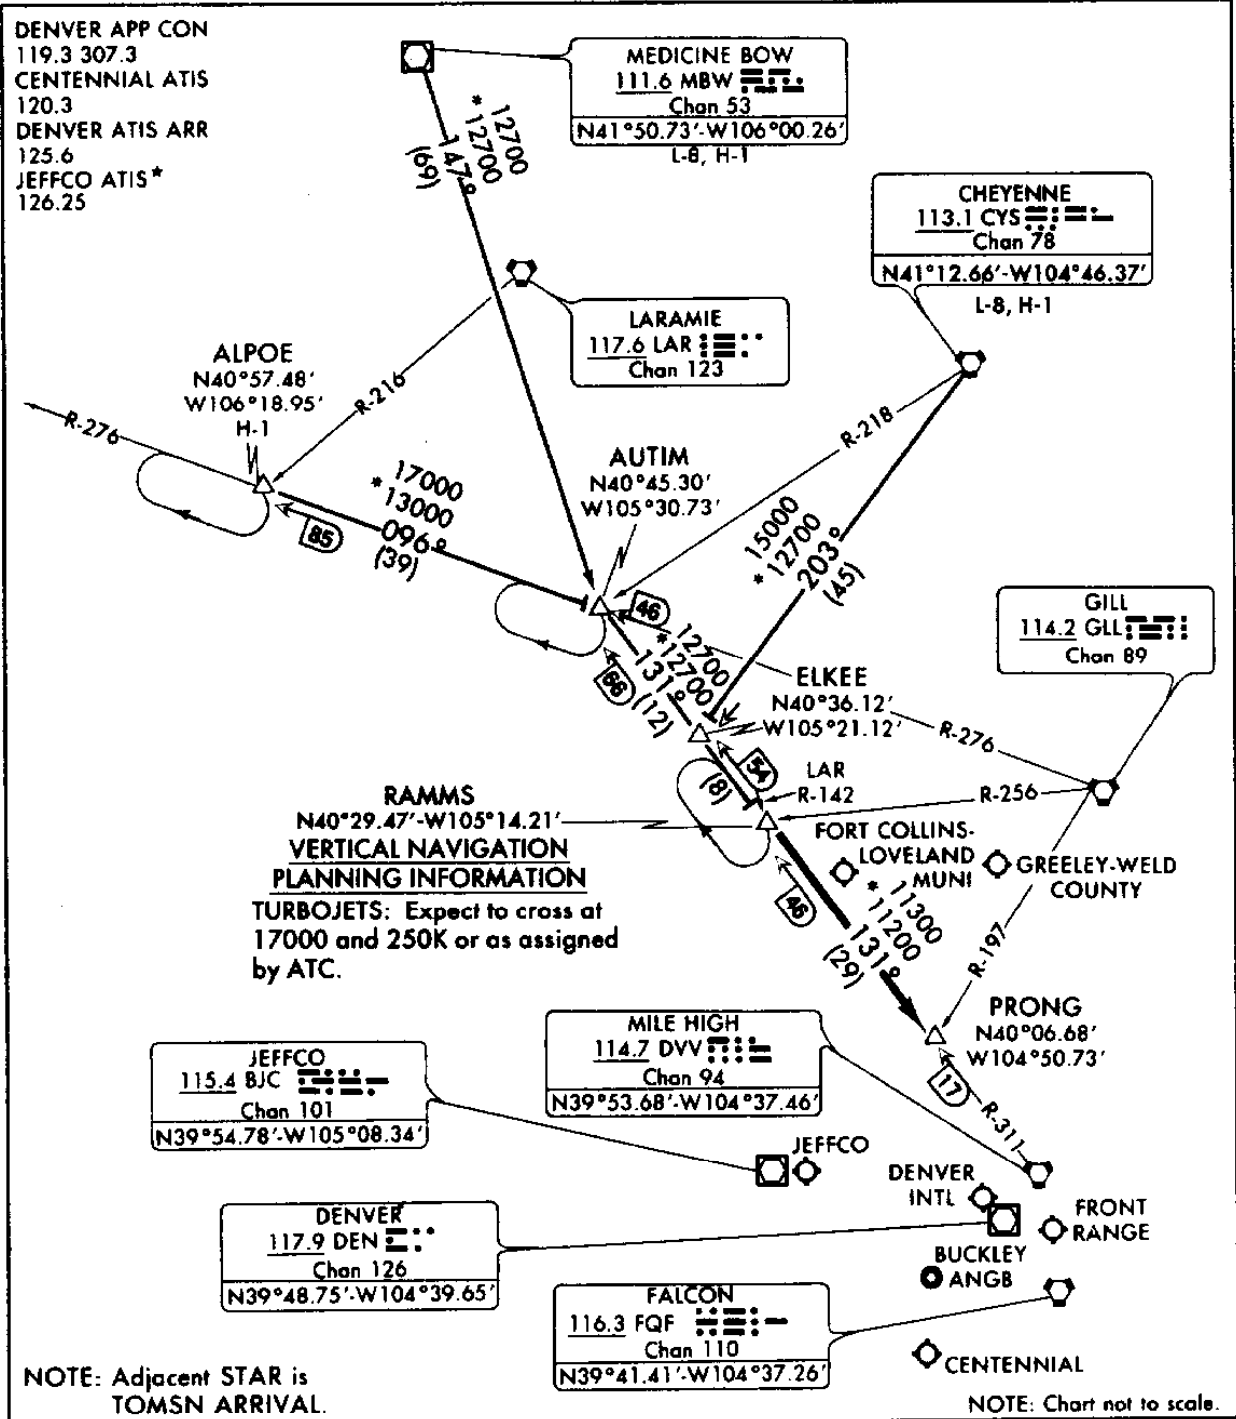 DENVER APP CON
119.3 307.3
CENTENNIAL ATIS
120.3
DENVER ATIS ARR
125.6
JEFFCO ATIS*
126.25
MEDICINE BOW
111.6 MBW
Chan 53
N41°50.73'-W106°00.26'
L-8, H-1
12700
*12700
147°
(69)
CHEYENNE
113.1 CYS
Chan 78
N41°12.66'-W104°46.37'
L-8, H-1
LARAMIE
117.6 LAR
Chan 123
ALPOE
N40°57.48'
W106°18.95'
H-1
R-216
R-276
R-218
AUTIM
N40°45.30'
W105°30.73'
17000
*13000
096°
(39)
85
15000
*12700
203°
(45)
GILL
114.2 GLL
Chan 89
46
12700
*12700
131°
(12)
66
ELKEE
N40°36.12'
W105°21.12'
R-276
54
(8)
LAR
R-142
R-256
RAMMS
N40°29.47'-W105°14.21'
VERTICAL NAVIGATION
PLANNING INFORMATION
TURBOJETS: Expect to cross at
17000 and 250K or as assigned
by ATC.
FORT COLLINS-
LOVELAND
MUNI
GREELEY-WELD
COUNTY
46
11300
*11200
131°
(29)
R-197
PRONG
N40°06.68'
W104°50.73'
17
R-311
MILE HIGH
114.7 DVV
Chan 94
N39°53.68'-W104°37.46'
JEFFCO
115.4 BJC
Chan 101
N39°54.78'-W105°08.34'
JEFFCO
DENVER
INTL
FRONT
RANGE
DENVER
117.9 DEN
Chan 126
N39°48.75'-W104°39.65'
BUCKLEY
ANGB
FALCON
116.3 FQF
Chan 110
N39°41.41'-W104°37.26'
CENTENNIAL
NOTE: Adjacent STAR is
TOMSN ARRIVAL.
NOTE: Chart not to scale.